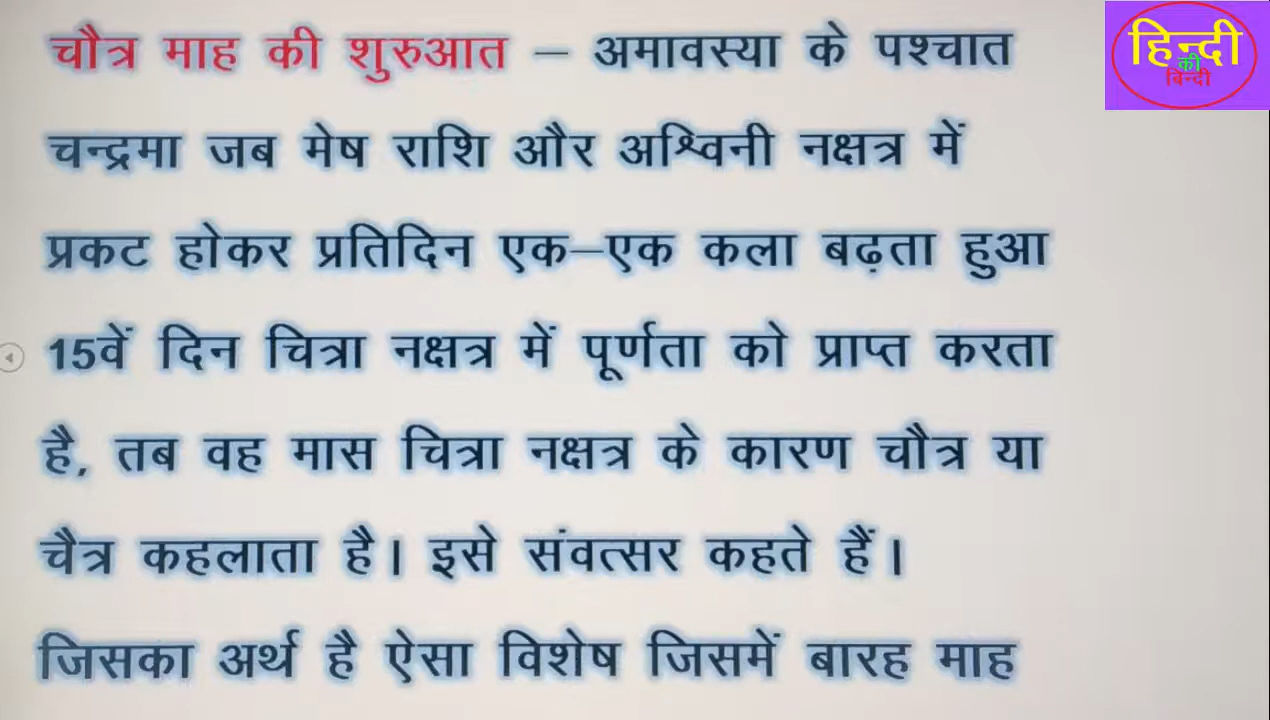 चौत्र माह की शुरुआत – अमावस्या के पश्चात
चन्द्रमा जब मेष राशि और अश्विनी नक्षत्र में
प्रकट होकर प्रतिदिन एक–एक कला बढ़ता हुआ
15वें दिन चित्रा नक्षत्र में पूर्णता को प्राप्त करता
है, तब वह मास चित्रा नक्षत्र के कारण चौत्र या
चैत्र कहलाता है। इसे संवत्सर कहते हैं।
जिसका अर्थ है ऐसा विशेष जिसमें बारह माह
हिन्दी
की
बिन्दी